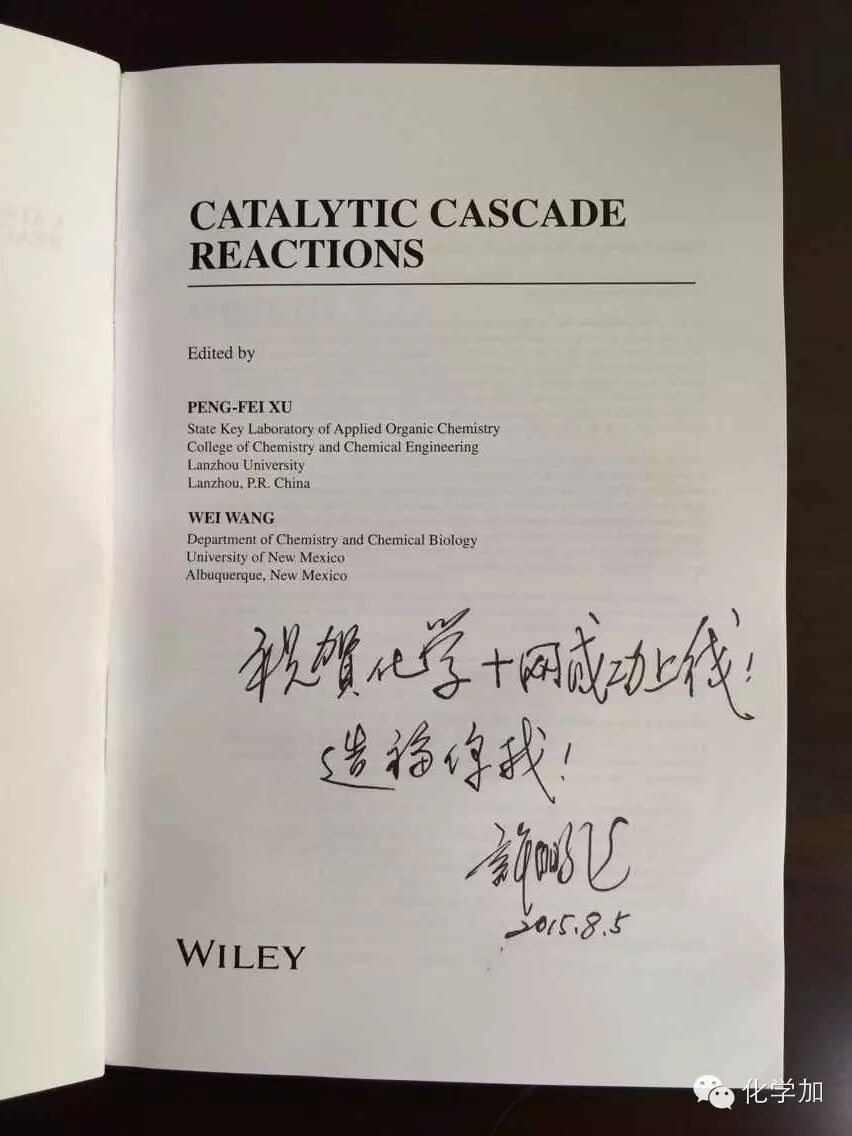 CATALYTIC CASCADE
REACTIONS
Edited by
PENG-FEI XU
State Key Laboratory of Applied Organic Chemistry
College of Chemistry and Chemical Engineering
Lanzhou University
Lanzhou, P.R. China
WEI WANG
Department of Chemistry and Chemical Biology
University of New Mexico
Albuquerque, New Mexico
祝賀化学+网成功上线!
造福你我!
许鹏飞
2015.8.5
WILEY
化学加